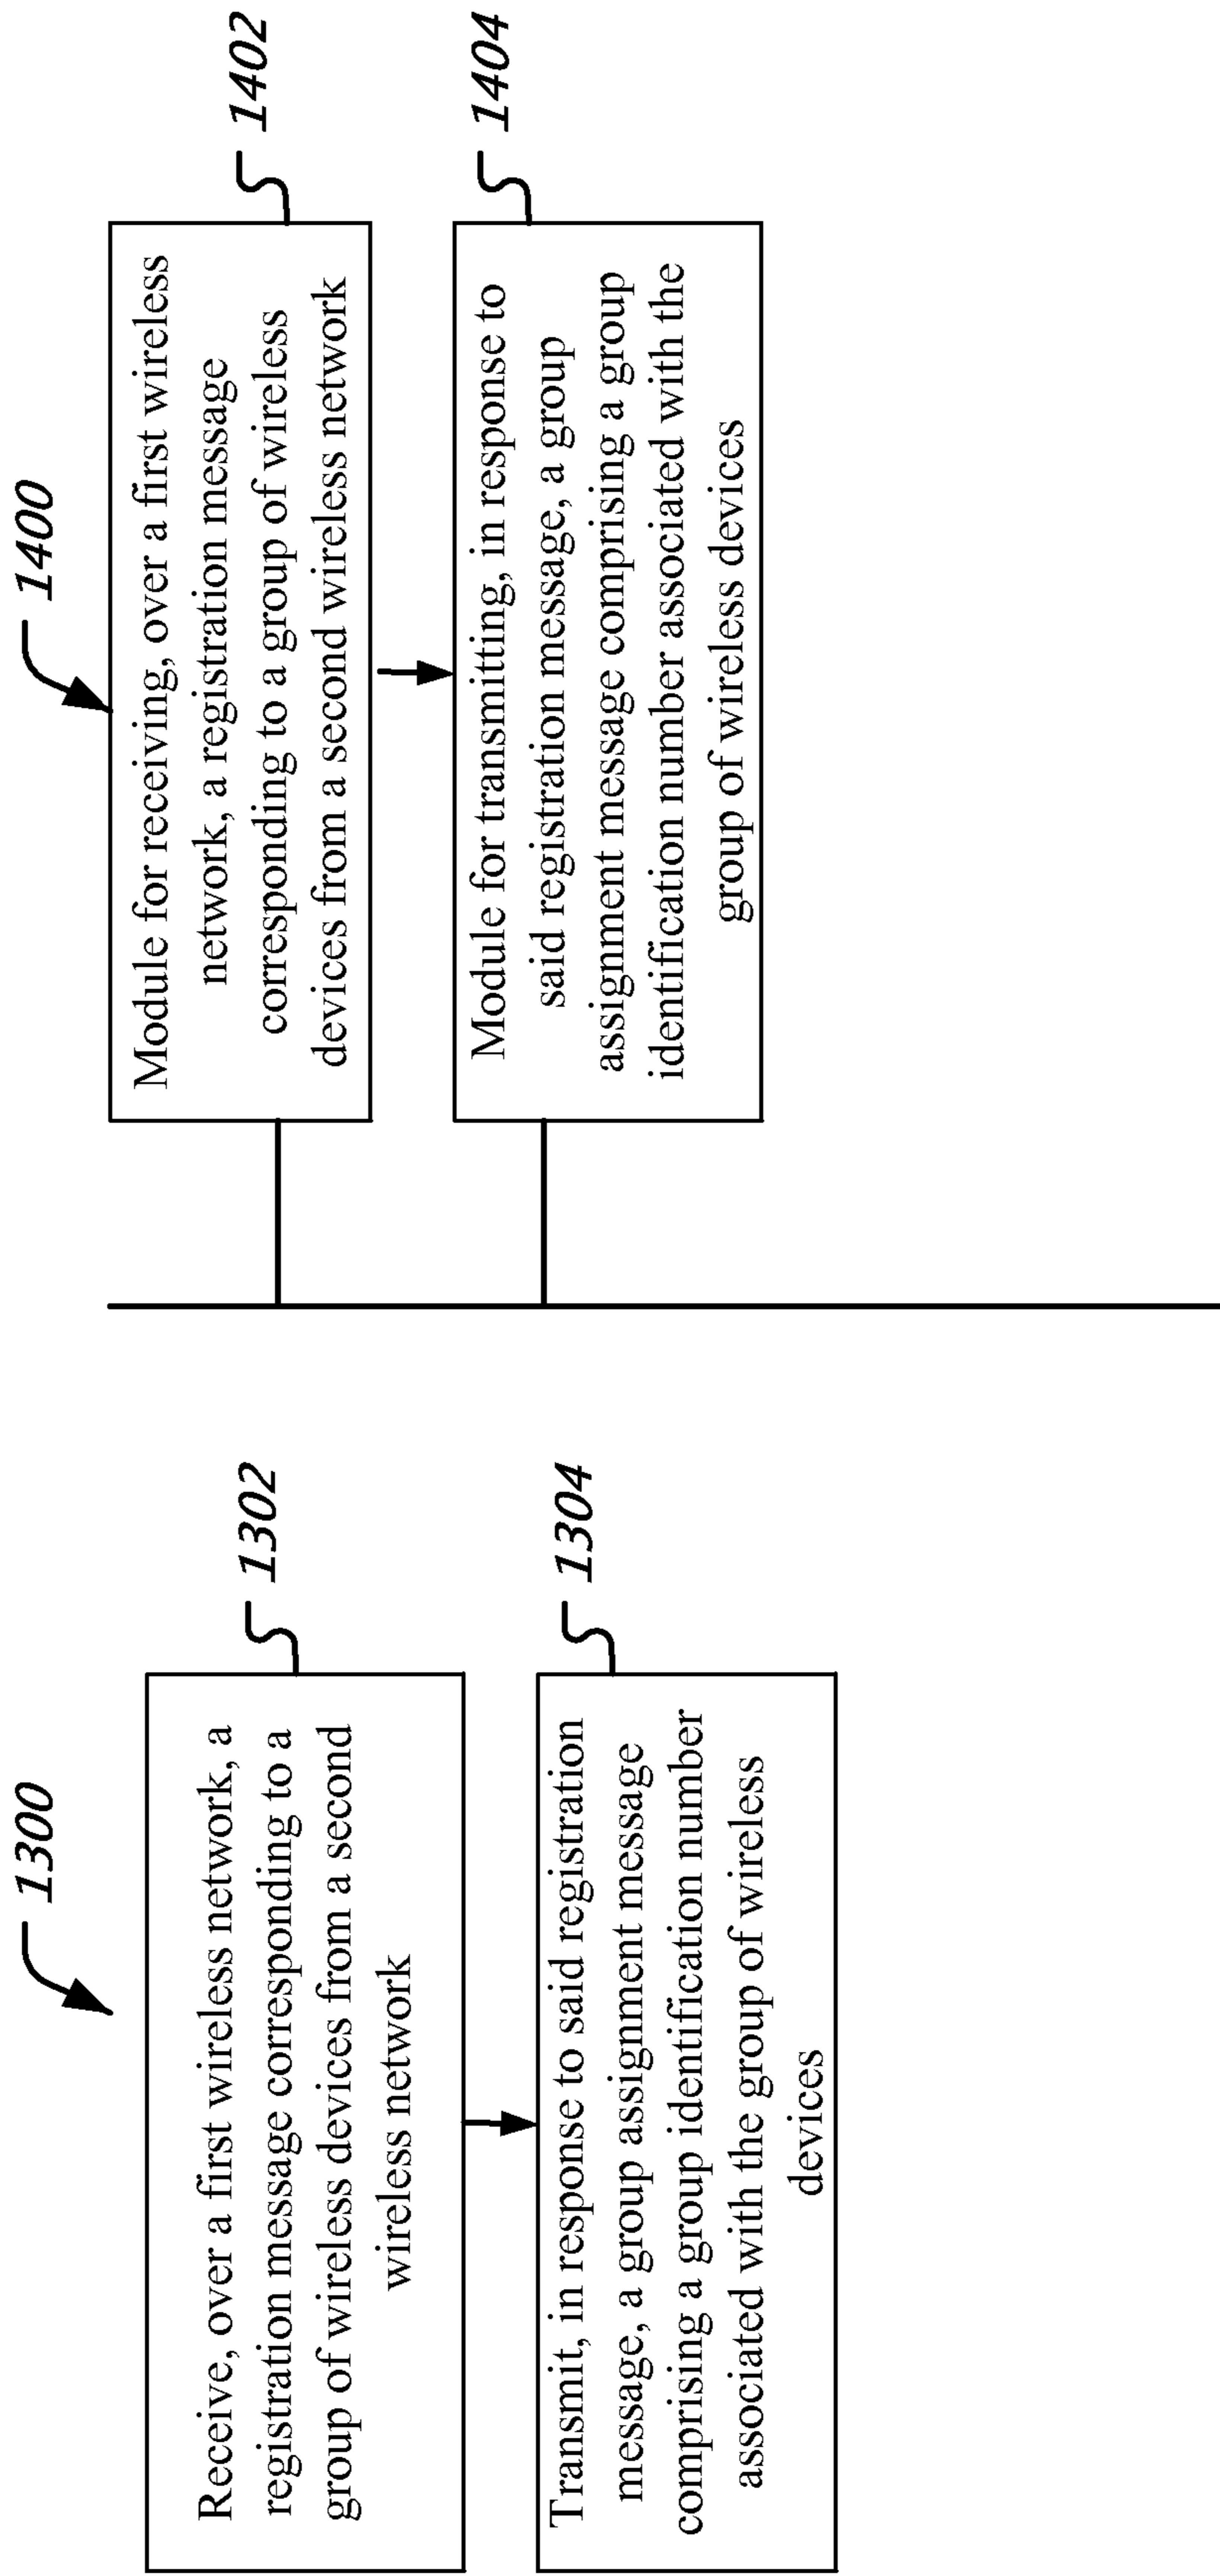 1300
Receive, over a first wireless network, a
registration message corresponding to a
group of wireless devices from a second
wireless network
1302
Transmit, in response to said registration
message, a group assignment message
comprising a group identification number
associated with the group of wireless
devices
1304
1400
Module for receiving, over a first wireless
network, a registration message
corresponding to a group of wireless
devices from a second wireless network
1402
Module for transmitting, in response to
said registration message, a group
assignment message comprising a group
identification number associated with the
group of wireless devices
1404